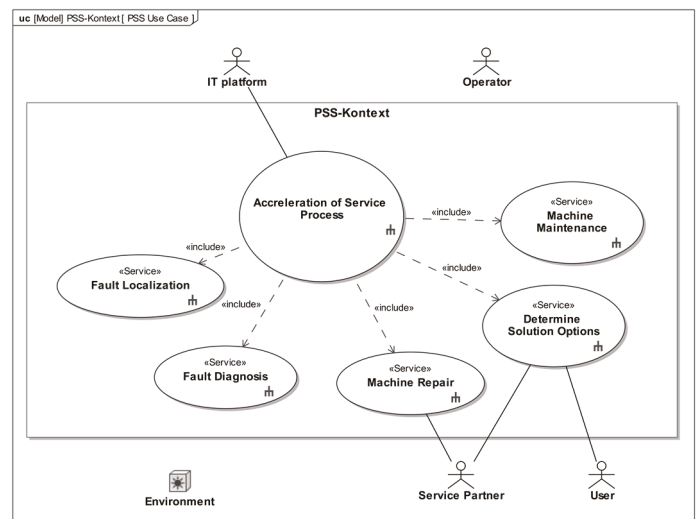 uc [Model] PSS-Kontext [ PSS Use Case ]
IT platform
Operator
PSS-Kontext
Accreleration of Service
Process
«include»
«Service»
Machine
Maintenance
«include»
«include»
«Service»
Fault Localization
«include»
«include»
«Service»
Determine
Solution Options
«Service»
Fault Diagnosis
«Service»
Machine Repair
Environment
Service Partner
User